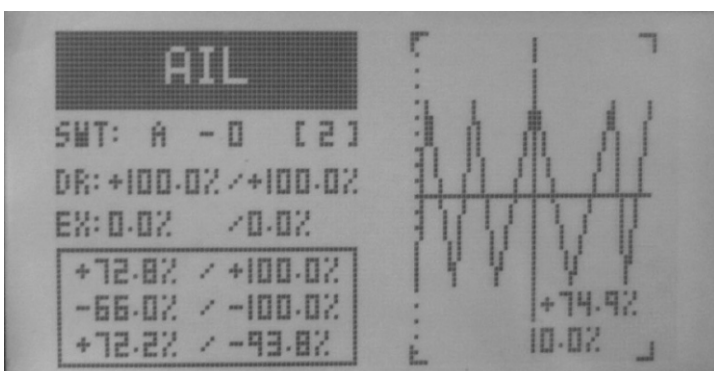 AIL
SWT: A - D [2]
DR:+100.0%/+100.0%
EX:0.0% /0.0%
+72.8% / +100.0%
-66.0% / -100.0%
+72.2% / -93.8%
+74.9%
10.0%